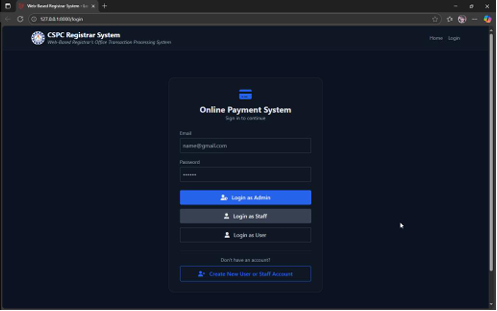 Web-Based Registrar System
127.0.0.1:8000/login
CSPC Registrar System
Web-Based Registrar's Office Transaction Processing System
Home Login
Online Payment System
Sign in to continue
Email
name@gmail.com
Password
Login as Admin
Login as Staff
Login as User
Don't have an account?
Create New User or Staff Account